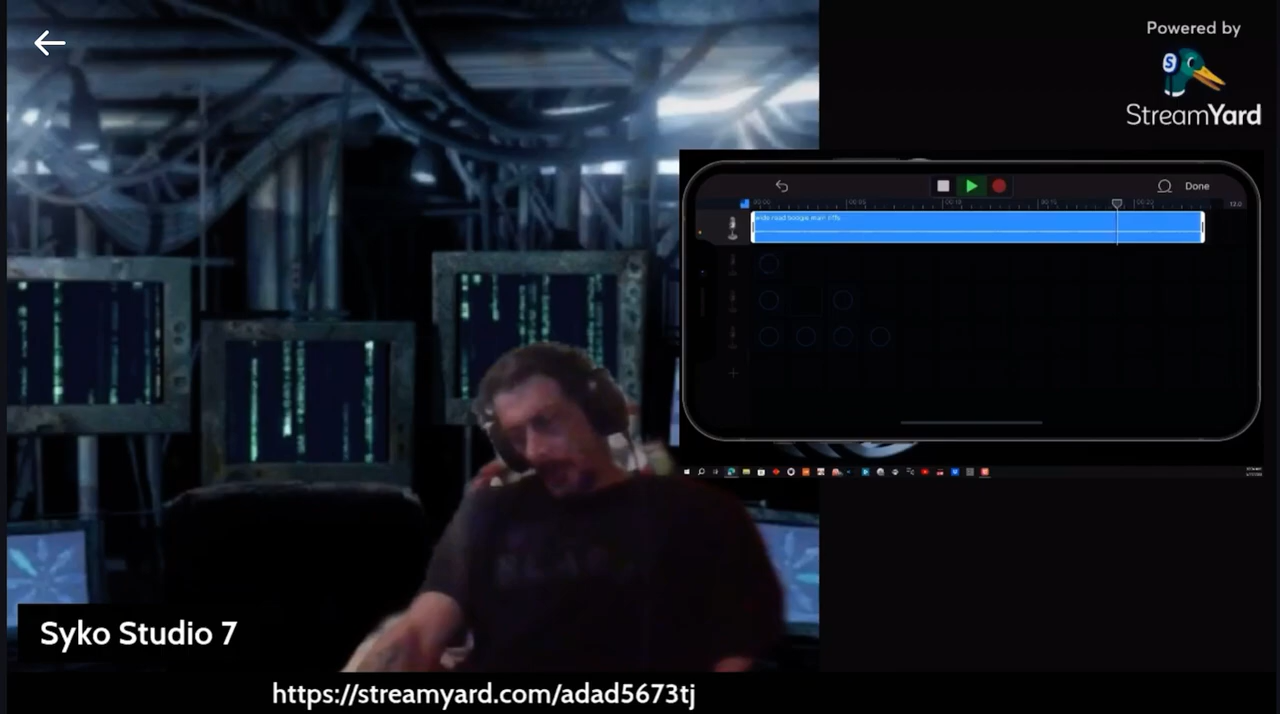 Powered by
StreamYard
Done
Syko Studio 7
https://streamyard.com/adad5673tj